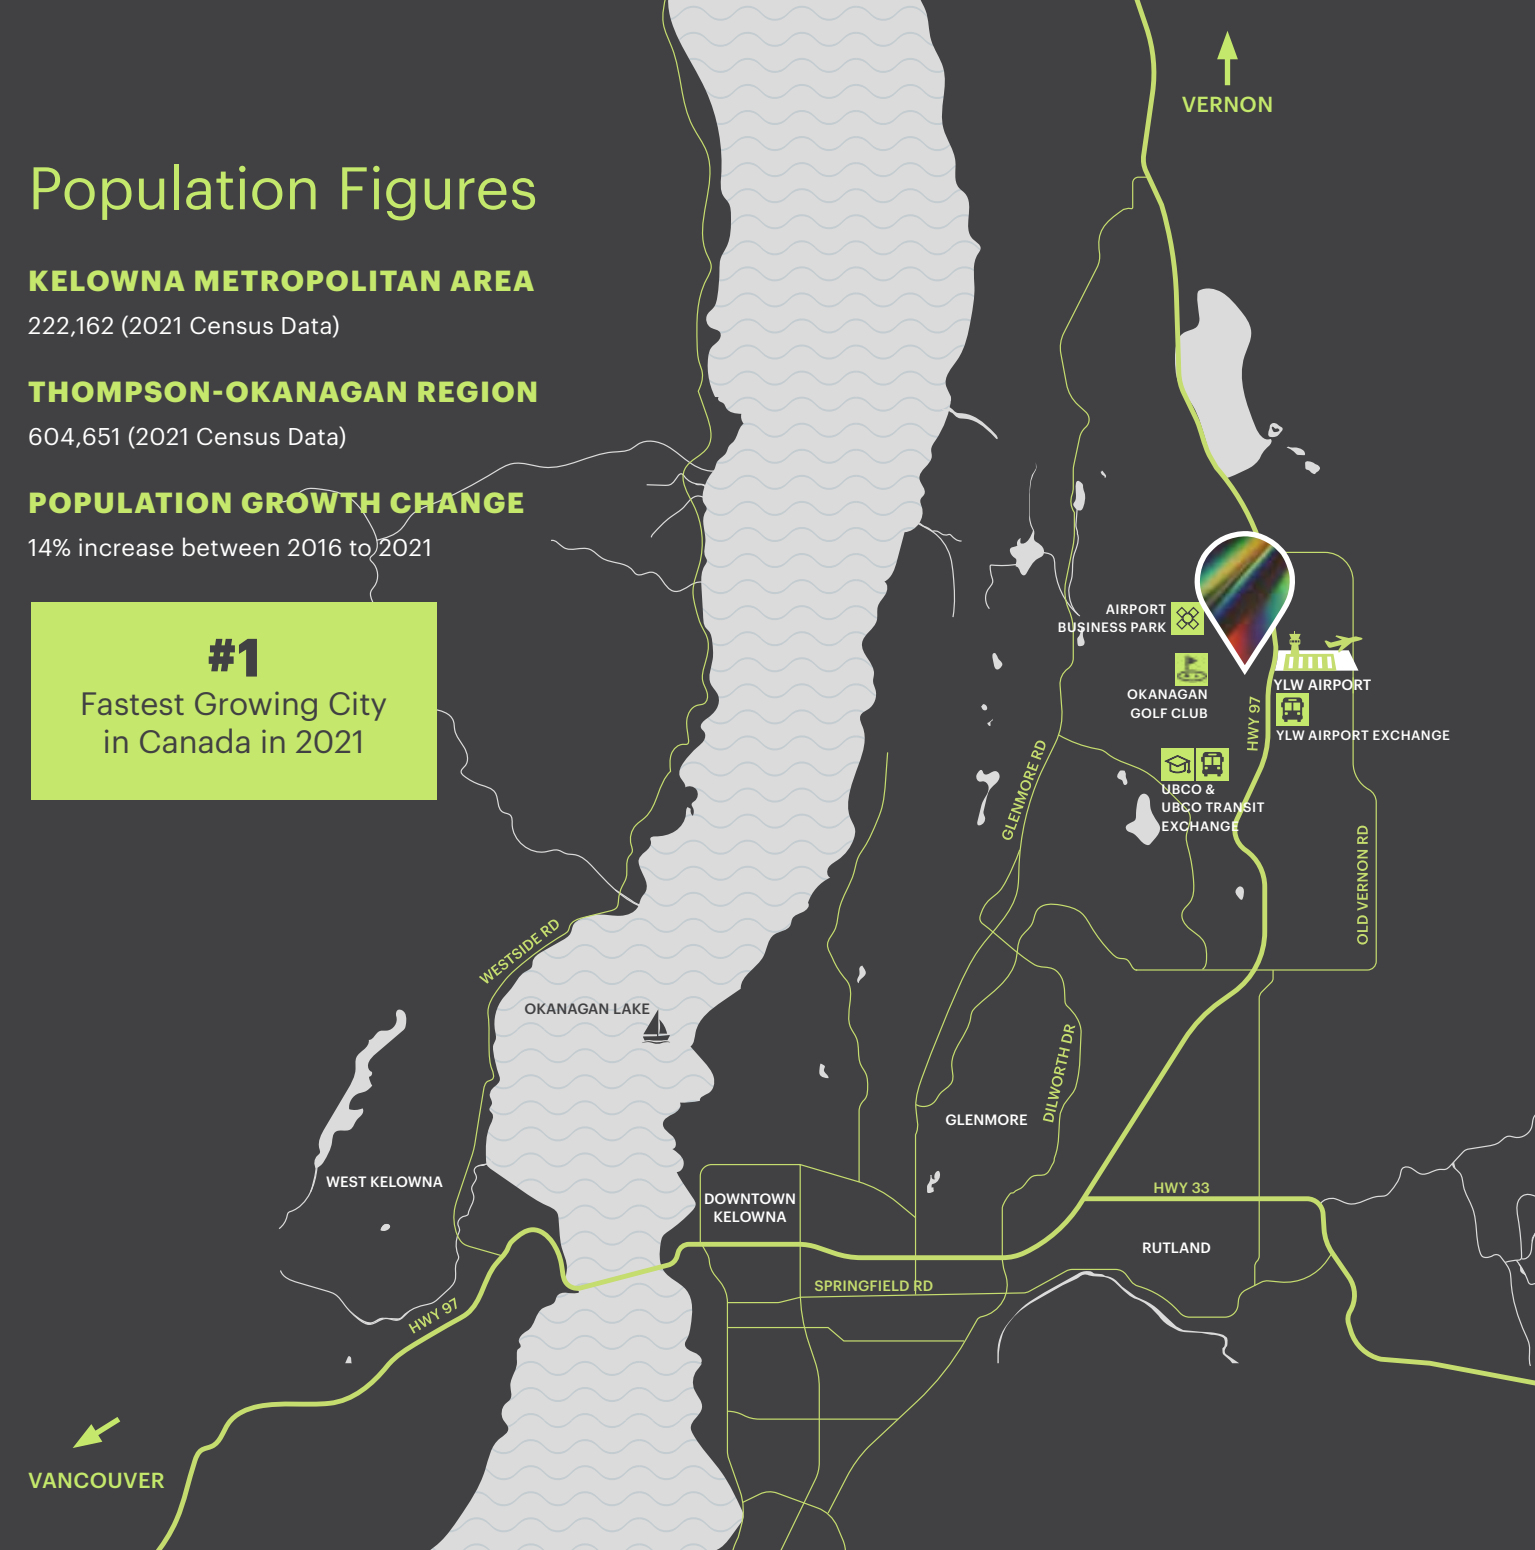 VERNON
Population Figures
KELOWNA METROPOLITAN AREA
222,162 (2021 Census Data)
THOMPSON-OKANAGAN REGION
604,651 (2021 Census Data)
POPULATION GROWTH CHANGE
14% increase between 2016 to 2021
#1
Fastest Growing City
in Canada in 2021
AIRPORT
BUSINESS PARK
OKANAGAN
GOLF CLUB
YLW AIRPORT
HWY 97
YLW AIRPORT EXCHANGE
UBCO &
UBCO TRANSIT
EXCHANGE
GLENMORE RD
OLD VERNON RD
WESTSIDE RD
OKANAGAN LAKE
DILWORTH DR
GLENMORE
WEST KELOWNA
DOWNTOWN
KELOWNA
HWY 33
RUTLAND
SPRINGFIELD RD
HWY 97
VANCOUVER